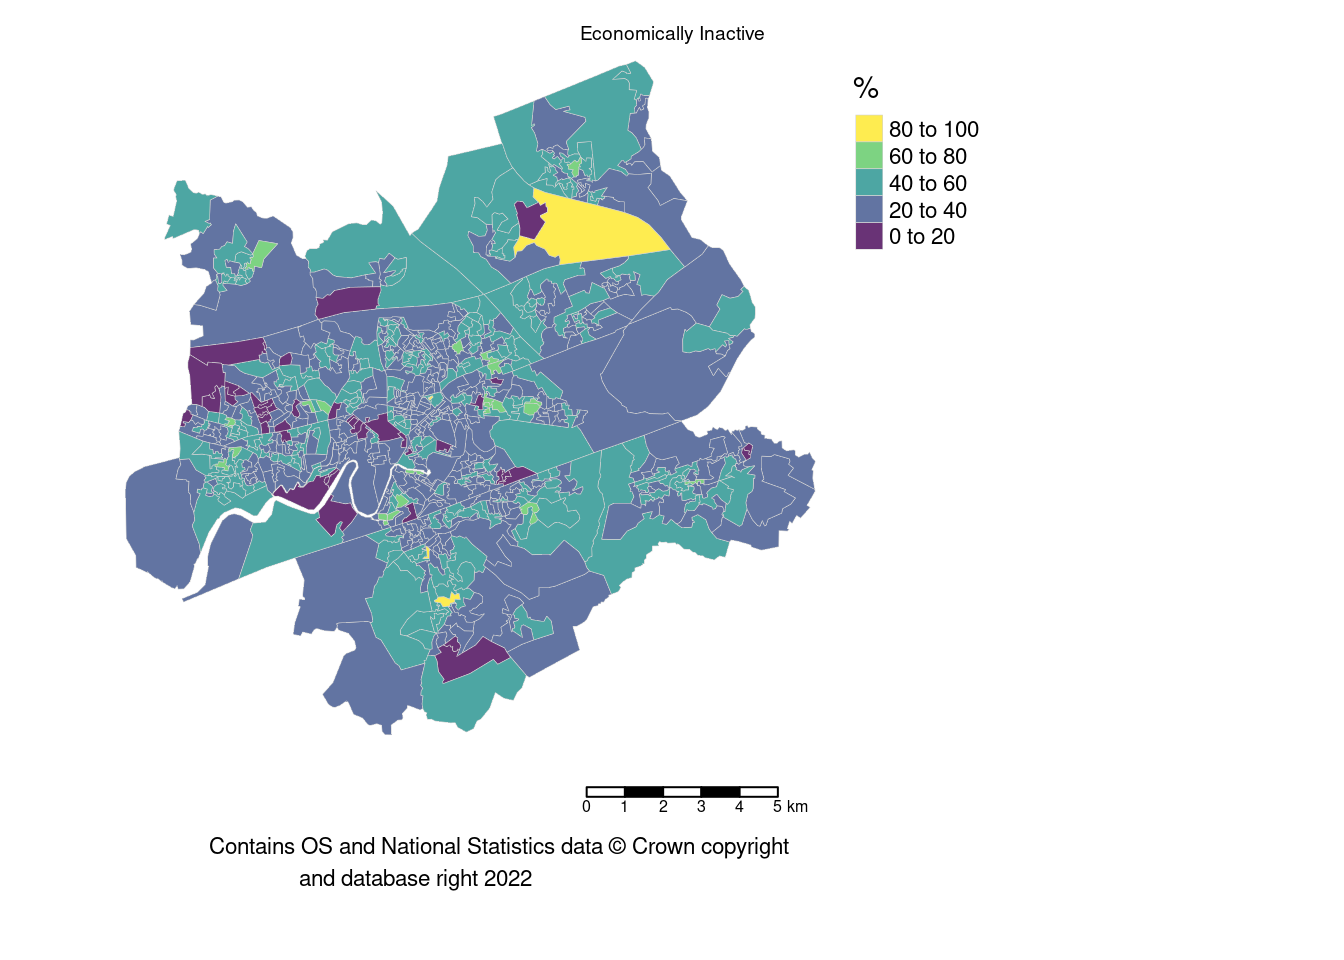 Economically Inactive
%
80 to 100
60 to 80
40 to 60
20 to 40
0 to 20
0 1 2 3 4 5 km
Contains OS and National Statistics data © Crown copyright
and database right 2022